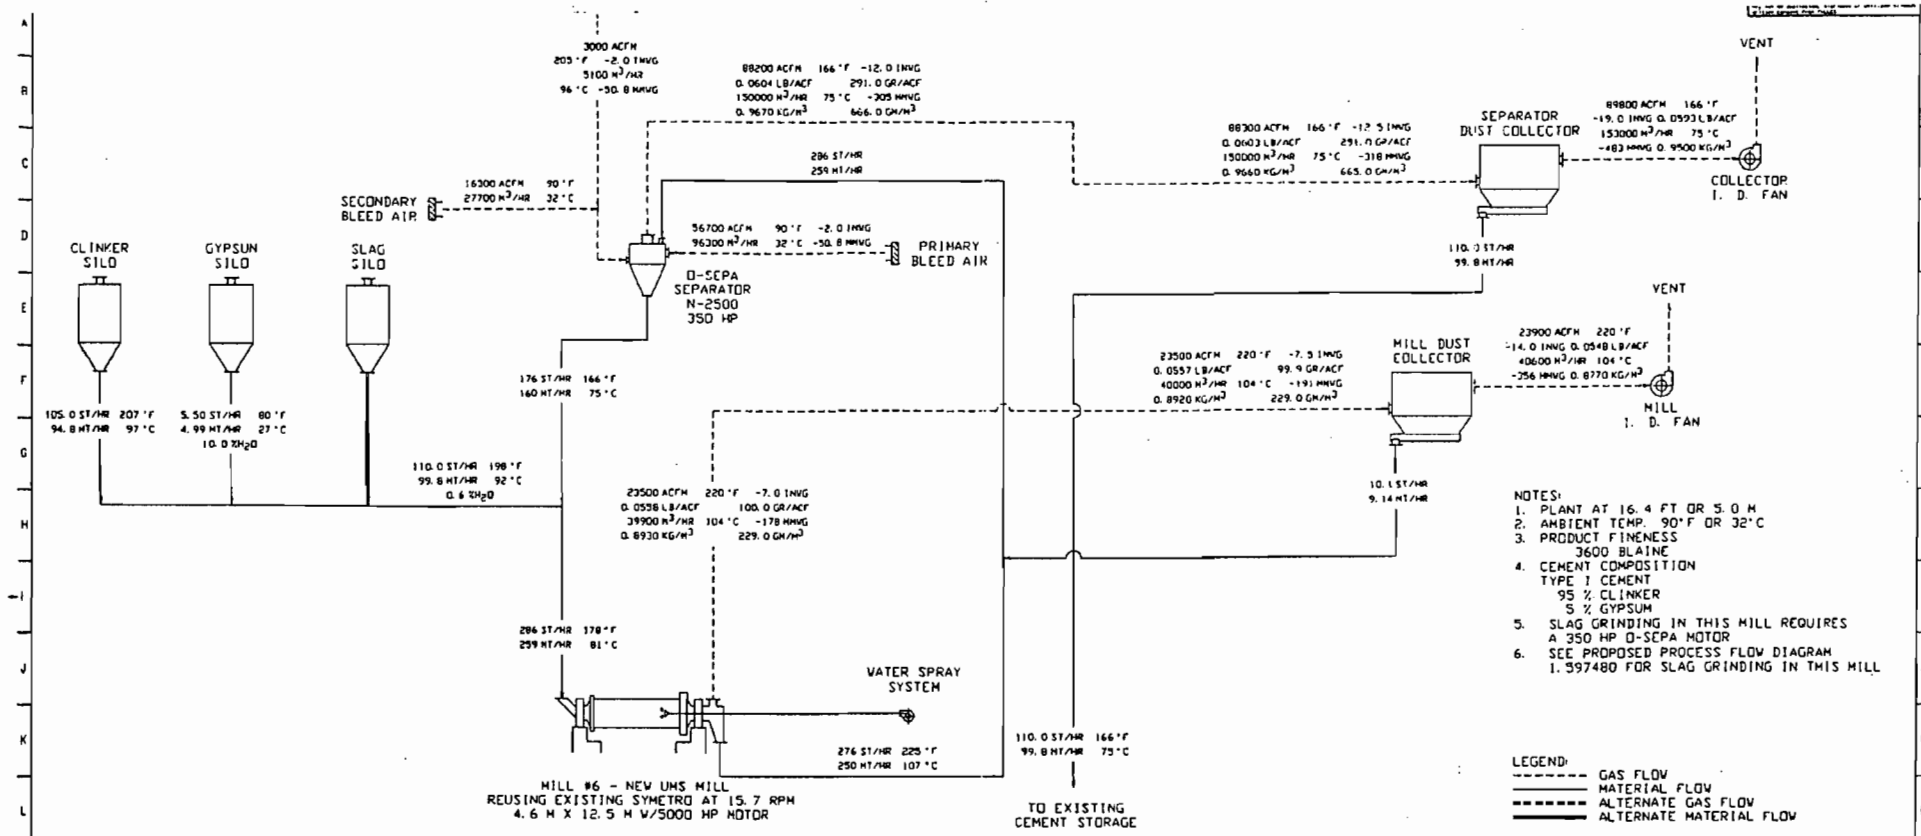 A
B
C
D
E
F
G
H
I
J
K
L
3000 ACFM
205 °F -2.0 INWG
5100 M³/HR
96 °C -50.8 MMWG
88200 ACFM 166 °F -12.0 INWG
0.0604 LB/ACF 291.0 GR/ACF
150000 M³/HR 75 °C -305 MMWG
0.9670 KG/M³ 666.0 GM/M³
286 ST/HR
259 MT/HR
88300 ACFM 166 °F -12.5 INWG
0.0603 LB/ACF 291.0 GR/ACF
150000 M³/HR 75 °C -318 MMWG
0.9660 KG/M³ 665.0 GM/M³
SEPARATOR
DUST COLLECTOR
VENT
89800 ACFM 166 °F
-19.0 INWG 0.0593 LB/ACF
153000 M³/HR 75 °C
-483 MMWG 0.9500 KG/M³
COLLECTOR
I. D. FAN
SECONDARY
BLEED AIR
16300 ACFM 90 °F
27700 M³/HR 32 °C
56700 ACFM 90 °F -2.0 INWG
96300 M³/HR 32 °C -50.8 MMWG
PRIMARY
BLEED AIR
O-SEPA
SEPARATOR
N-2500
350 HP
CLINKER
SILO
GYPSUN
SILO
SLAG
SILO
110.0 ST/HR
99.8 MT/HR
VENT
23900 ACFM 220 °F
-14.0 INWG 0.0548 LB/ACF
40600 M³/HR 104 °C
-356 MMWG 0.8770 KG/M³
MILL
I. D. FAN
MILL DUST
COLLECTOR
23500 ACFM 220 °F -7.5 INWG
0.0557 LB/ACF 99.9 GR/ACF
40000 M³/HR 104 °C -191 MMWG
0.8920 KG/M³ 229.0 GM/M³
176 ST/HR 166 °F
160 MT/HR 75 °C
105.0 ST/HR 207 °F
94.8 MT/HR 97 °C
5.50 ST/HR 80 °F
4.99 MT/HR 27 °C
10.0 %H₂O
110.0 ST/HR 198 °F
99.8 MT/HR 92 °C
0.6 %H₂O
23500 ACFM 220 °F -7.0 INWG
0.0558 LB/ACF 100.0 GR/ACF
39900 M³/HR 104 °C -178 MMWG
0.8930 KG/M³ 229.0 GM/M³
10.1 ST/HR
9.14 MT/HR
NOTES:
1. PLANT AT 16.4 FT OR 5.0 M
2. AMBIENT TEMP. 90°F OR 32°C
3. PRODUCT FINENESS
3600 BLAINE
4. CEMENT COMPOSITION
TYPE I CEMENT
95 % CLINKER
5 % GYPSUM
5. SLAG GRINDING IN THIS MILL REQUIRES
A 350 HP O-SEPA MOTOR
6. SEE PROPOSED PROCESS FLOW DIAGRAM
1.597480 FOR SLAG GRINDING IN THIS MILL
286 ST/HR 178 °F
259 MT/HR 81 °C
WATER SPRAY
SYSTEM
276 ST/HR 225 °F
250 MT/HR 107 °C
110.0 ST/HR 166 °F
99.8 MT/HR 75 °C
MILL #6 - NEW UMS MILL
REUSING EXISTING SYMETRO AT 15.7 RPM
4.6 M X 12.5 M W/5000 HP MOTOR
TO EXISTING
CEMENT STORAGE
LEGEND:
GAS FLOW
MATERIAL FLOW
ALTERNATE GAS FLOW
ALTERNATE MATERIAL FLOW